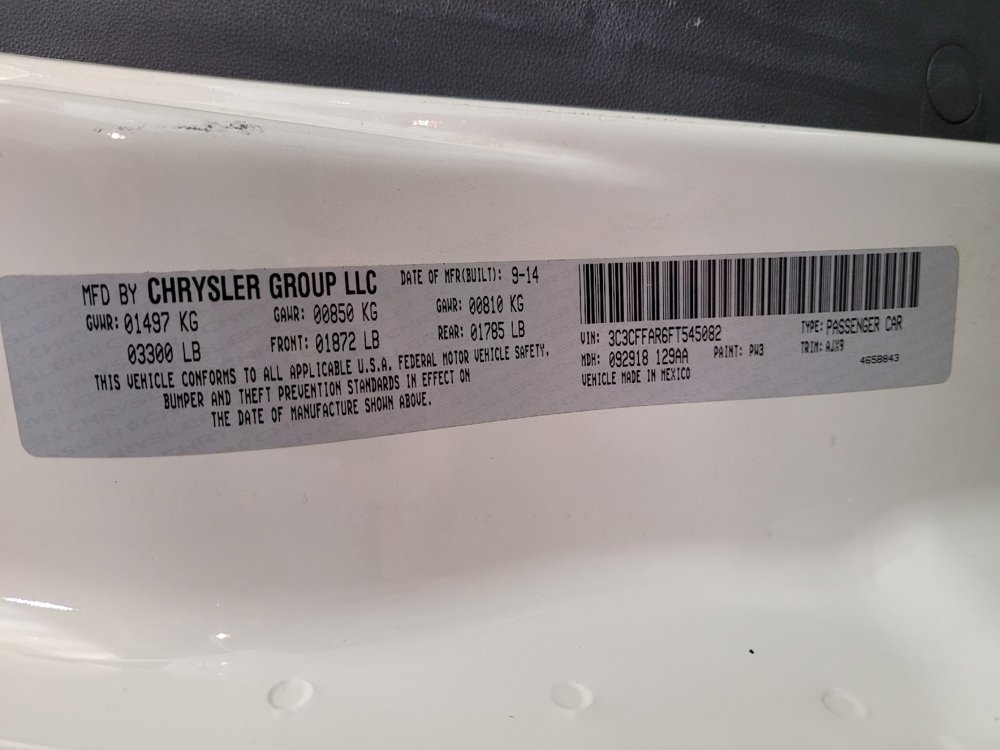 MFD BY CHRYSLER GROUP LLC DATE OF MFR(BUILT): 9-14
GVWR: 01497 KG GAWR: 00850 KG GAWR: 00810 KG
03300 LB FRONT: 01872 LB REAR: 01785 LB
THIS VEHICLE CONFORMS TO ALL APPLICABLE U.S.A. FEDERAL MOTOR VEHICLE SAFETY,
BUMPER AND THEFT PREVENTION STANDARDS IN EFFECT ON
THE DATE OF MANUFACTURE SHOWN ABOVE.
VIN: 3C3CFFAR6FT545082 TYPE: PASSENGER CAR
MDH: 092918 129AA PAINT: PW3 TRIM: AJX9
VEHICLE MADE IN MEXICO 4658843